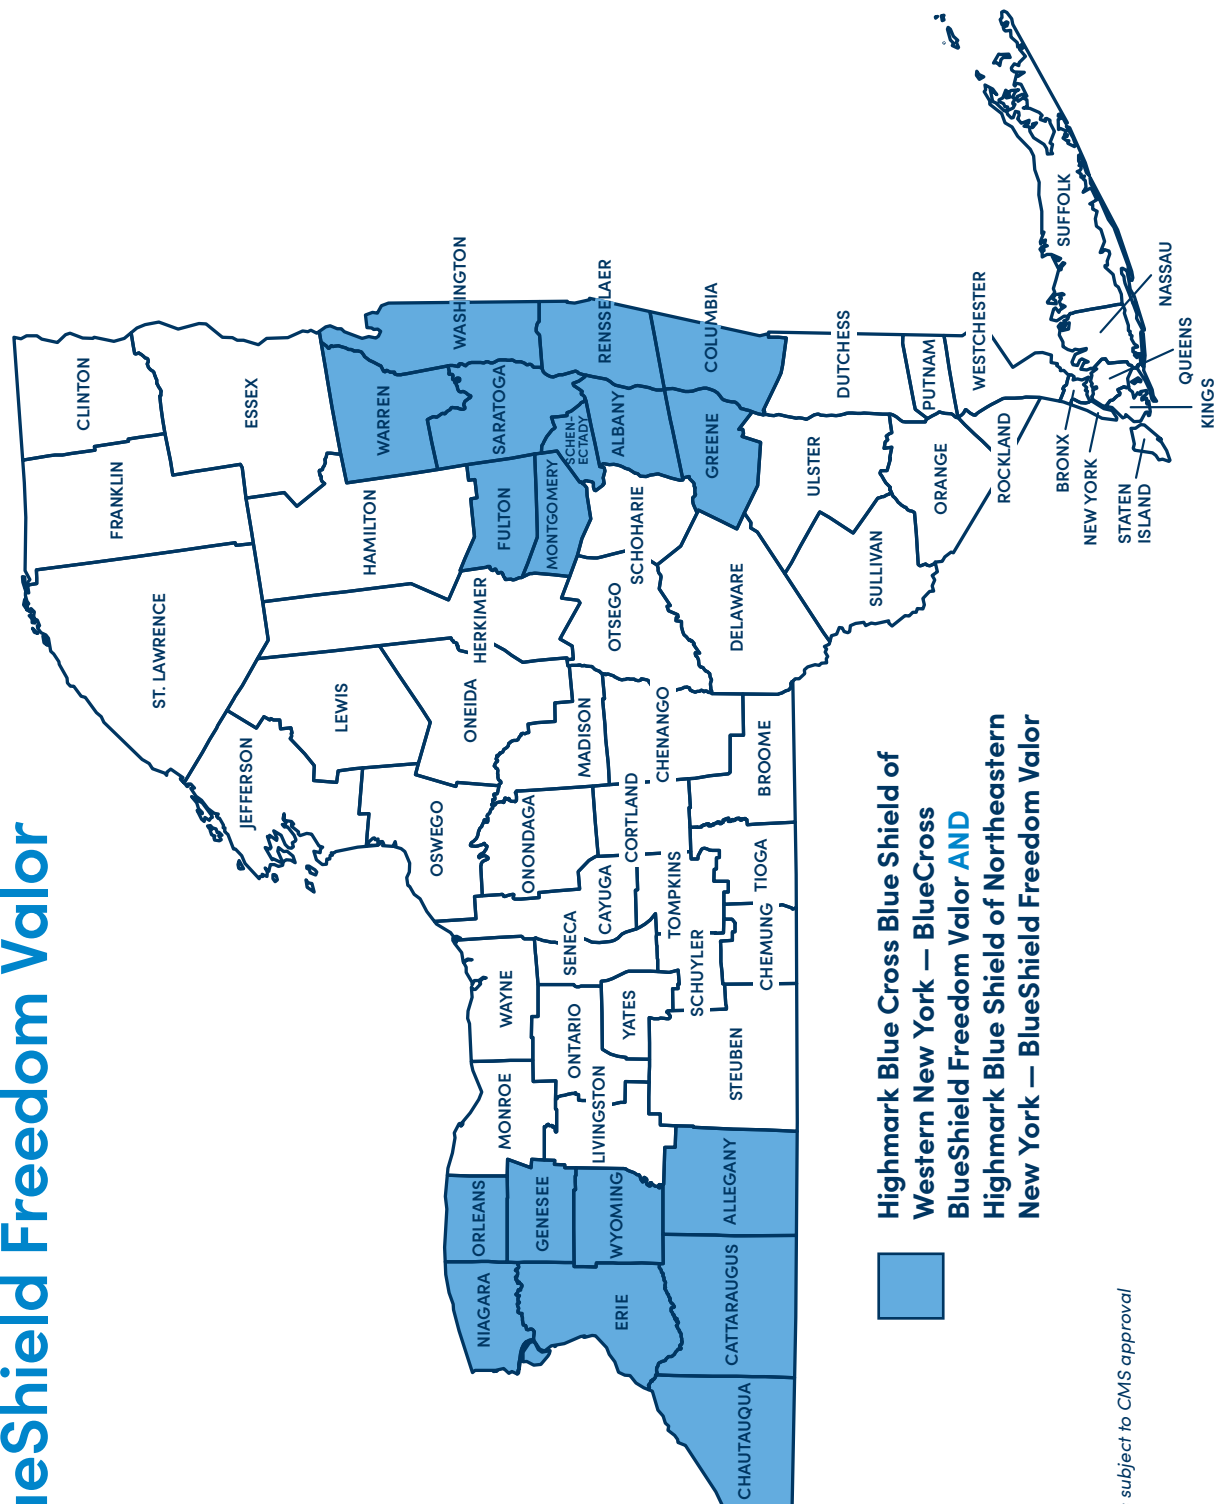 ueShield Freedom Valor
CLINTON
FRANKLIN
ESSEX
ST. LAWRENCE
HAMILTON
WARREN
WASHINGTON
JEFFERSON
LEWIS
HERKIMER
ONEIDA
OSWEGO
FULTON
SARATOGA
MONTGOMERY
SCHEN-
ECTADY
RENSSELAER
ALBANY
SCHOHARIE
OTSEGO
MADISON
ONONDAGA
CAYUGA
SENECA
WAYNE
ONTARIO
MONROE
LIVINGSTON
ORLEANS
GENESEE
WYOMING
NIAGARA
ERIE
YATES
CORTLAND
CHENANGO
TOMPKINS
SCHUYLER
COLUMBIA
GREENE
DELAWARE
BROOME
TIOGA
CHEMUNG
STEUBEN
ALLEGANY
CATTARAUGUS
CHAUTAUQUA
DUTCHESS
ULSTER
SULLIVAN
PUTNAM
ORANGE
WESTCHESTER
ROCKLAND
SUFFOLK
BRONX
NEW YORK
STATEN
ISLAND
NASSAU
QUEENS
KINGS
Highmark Blue Cross Blue Shield of
Western New York — BlueCross
BlueShield Freedom Valor AND
Highmark Blue Shield of Northeastern
New York — BlueShield Freedom Valor
subject to CMS approval